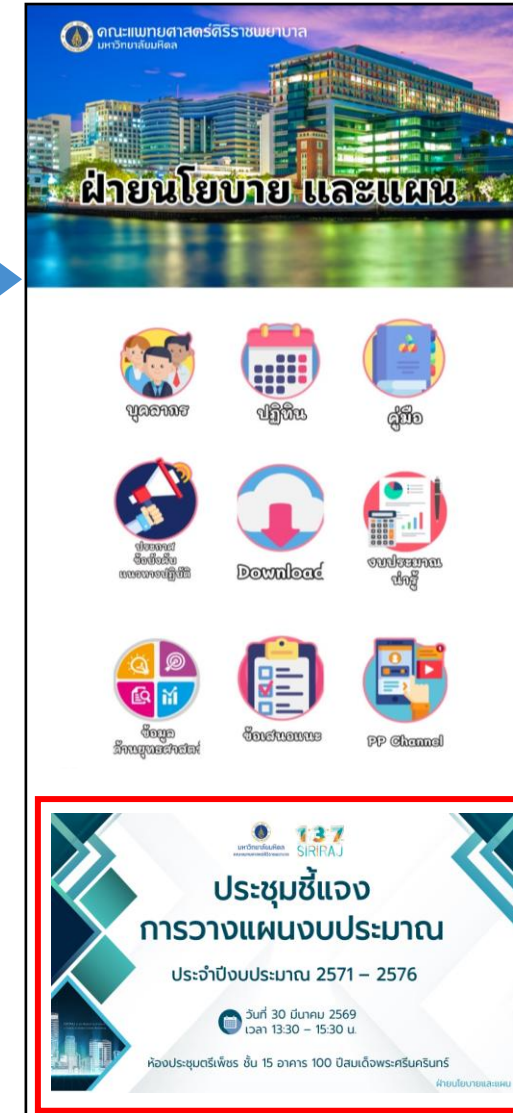 คณะแพทยศาสตร์ศิริราชพยาบาล
มหาวิทยาลัยมหิดล
ฝ่ายนโยบาย และแผน
บุคลากร
ปฏิทิน
คู่มือ
ประกาศ
ข้อบังคับ
แนวทางปฏิบัติ
Download
งบประมาณ
น่ารู้
ข้อมูล
ด้านยุทธศาสตร์
ข้อเสนอแนะ
PP Channel
มหาวิทยาลัยมหิดล
137
SIRIRAJ
ประชุมชี้แจง
การวางแผนงบประมาณ
ประจำปีงบประมาณ 2571 – 2576
วันที่ 30 มีนาคม 2569
เวลา 13:30 – 15:30 น.
ห้องประชุมตรีเพ็ชร ชั้น 15 อาคาร 100 ปีสมเด็จพระศรีนครินทร์
ฝ่ายนโยบายและแผน